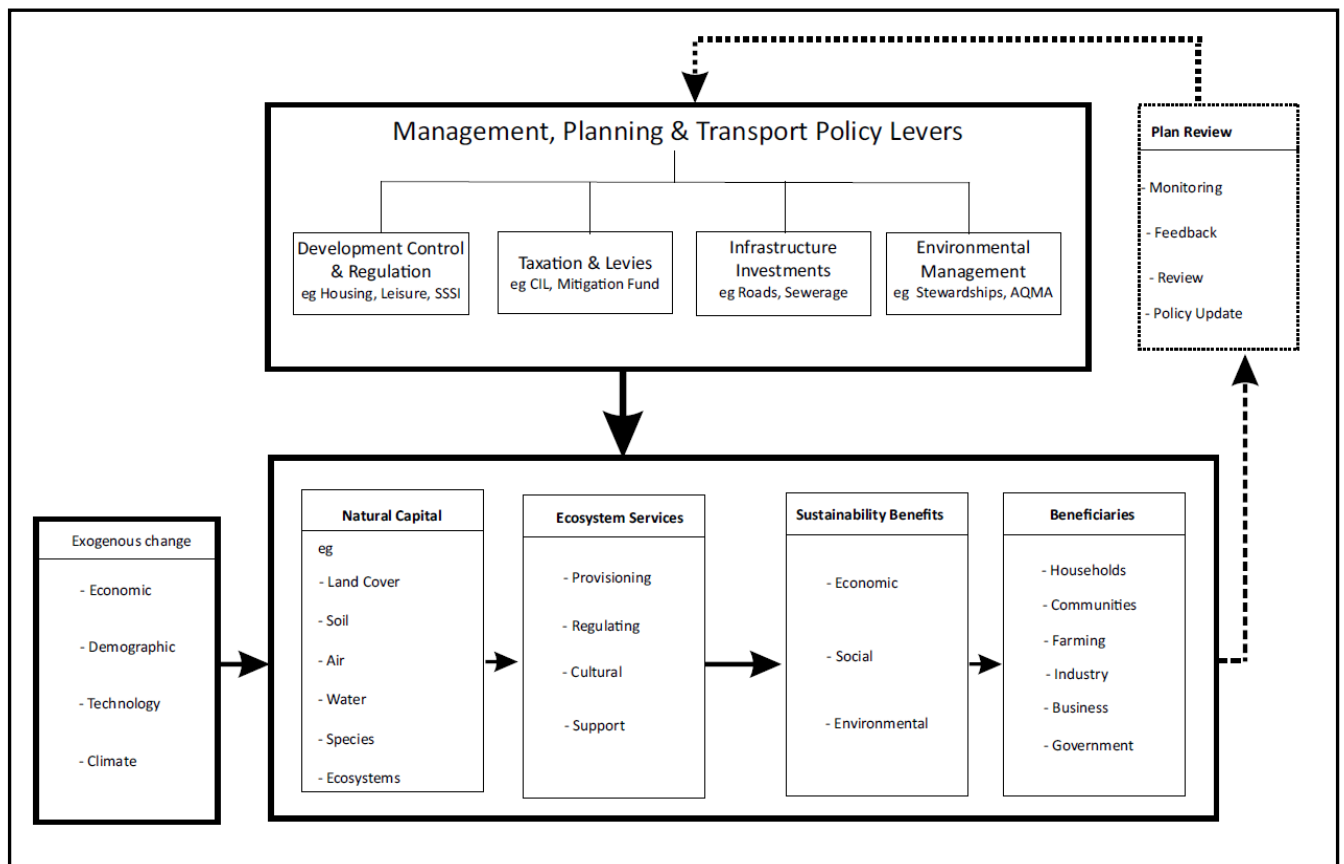 Management, Planning & Transport Policy Levers
Development Control
& Regulation
eg Housing, Leisure, SSSI
Taxation & Levies
eg CIL, Mitigation Fund
Infrastructure
Investments
eg Roads, Sewerage
Environmental
Management
eg Stewardships, AQMA
Plan Review
- Monitoring
- Feedback
- Review
- Policy Update
Exogenous change
- Economic
- Demographic
- Technology
- Climate
Natural Capital
eg
- Land Cover
- Soil
- Air
- Water
- Species
- Ecosystems
Ecosystem Services
- Provisioning
- Regulating
- Cultural
- Support
Sustainability Benefits
- Economic
- Social
- Environmental
Beneficiaries
- Households
- Communities
- Farming
- Industry
- Business
- Government